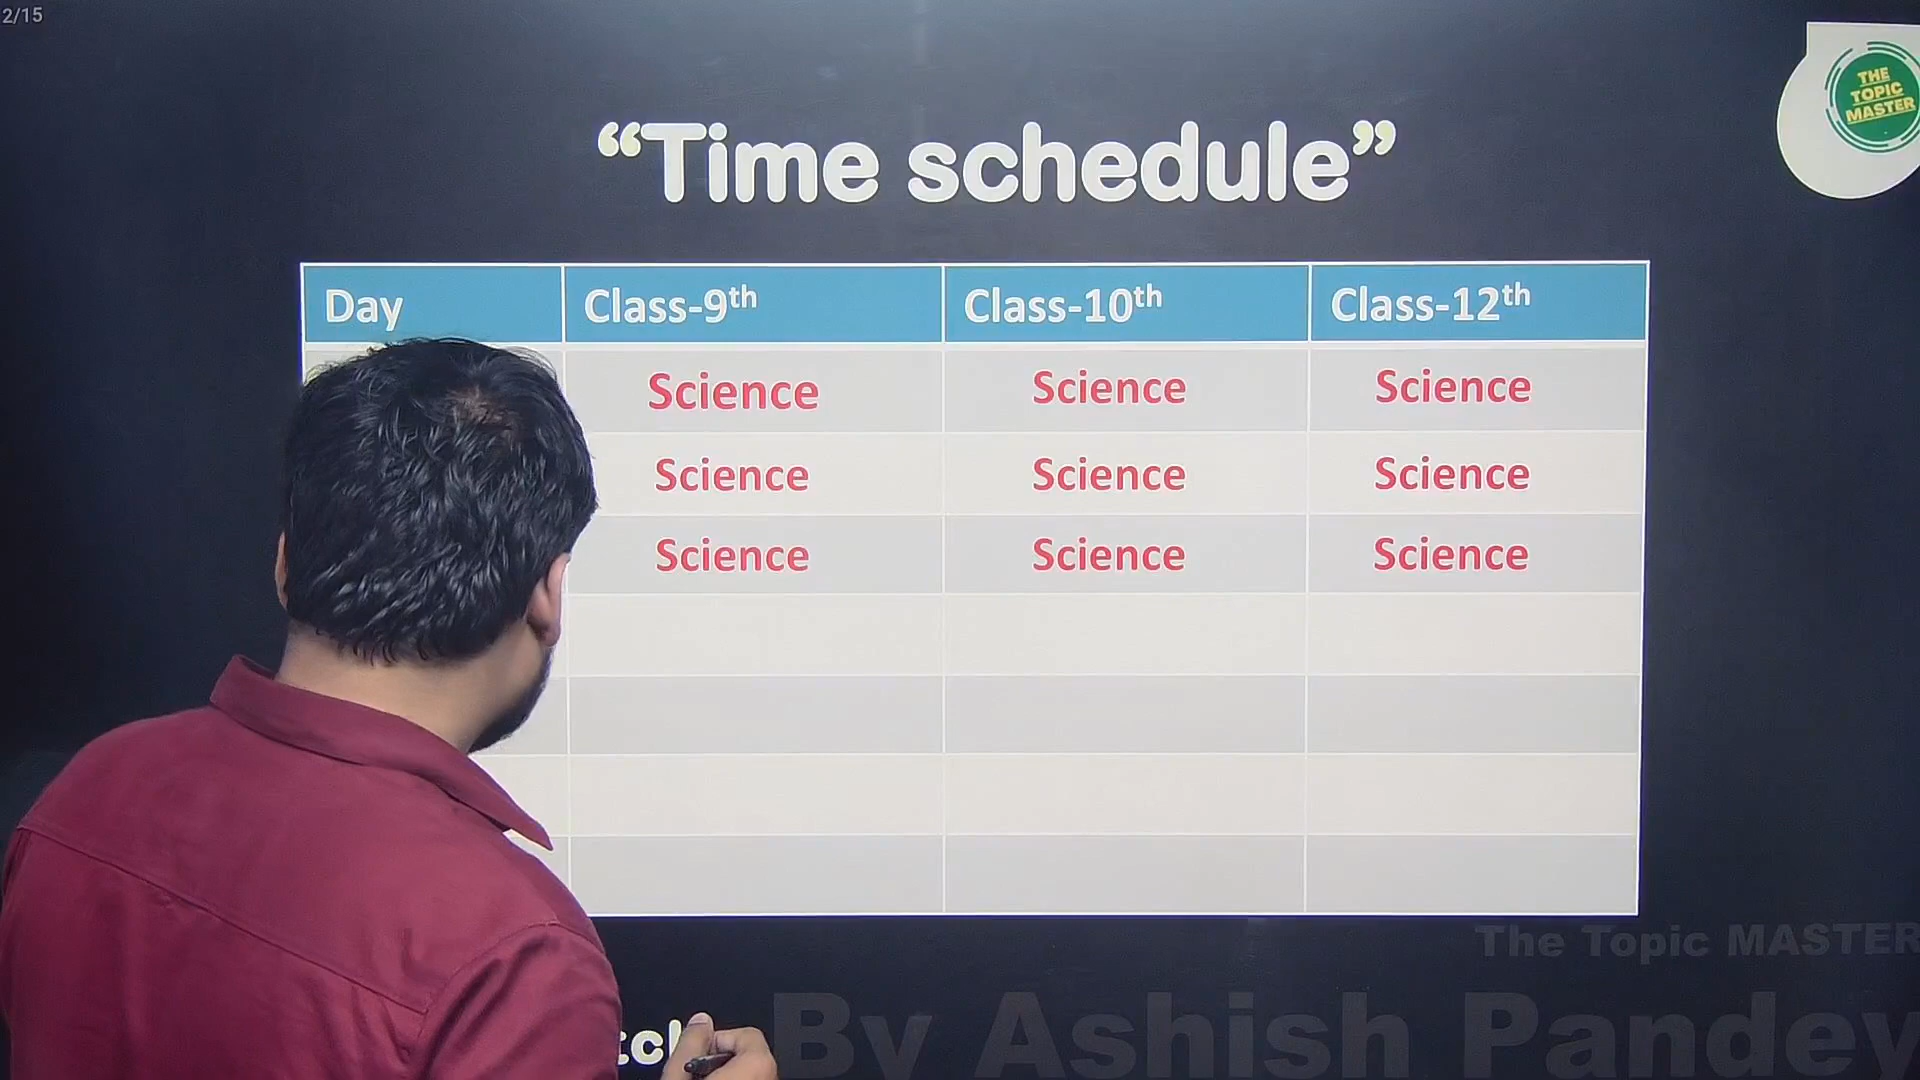 2/15
THE
TOPIC
MASTER
“Time schedule”
Day Class-9th Class-10th Class-12th
Science Science Science
Science Science Science
Science Science Science
The Topic MASTER
By Ashish Pandey